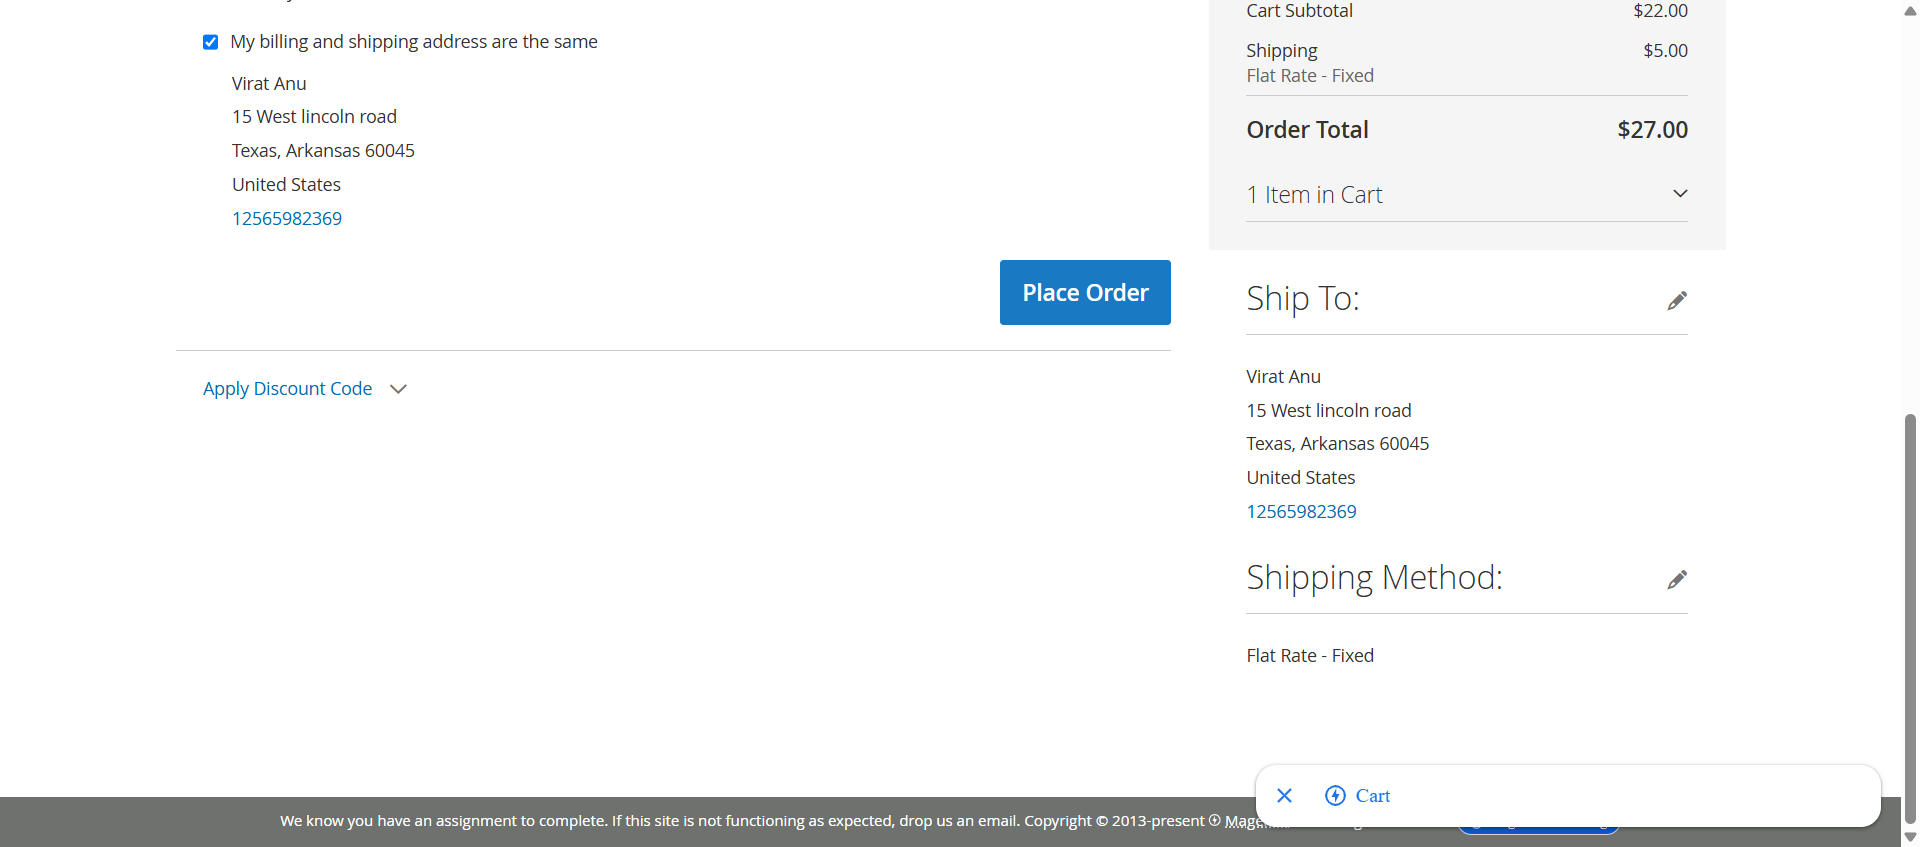 My billing and shipping address are the same
Virat Anu
15 West lincoln road
Texas, Arkansas 60045
United States
12565982369
Place Order
Apply Discount Code
Cart Subtotal $22.00
Shipping $5.00
Flat Rate - Fixed
Order Total $27.00
1 Item in Cart
Ship To:
Virat Anu
15 West lincoln road
Texas, Arkansas 60045
United States
12565982369
Shipping Method:
Flat Rate - Fixed
Cart
We know you have an assignment to complete. If this site is not functioning as expected, drop us an email. Copyright © 2013-present